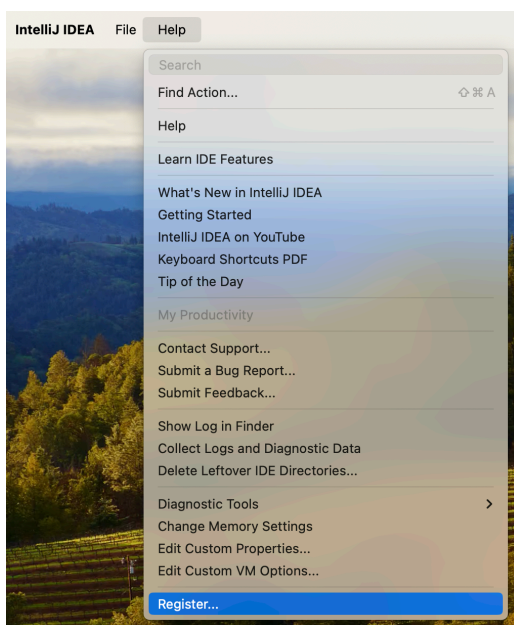 IntelliJ IDEA File Help
Search
Find Action... ⇧⌘A
Help
Learn IDE Features
What's New in IntelliJ IDEA
Getting Started
IntelliJ IDEA on YouTube
Keyboard Shortcuts PDF
Tip of the Day
My Productivity
Contact Support...
Submit a Bug Report...
Submit Feedback...
Show Log in Finder
Collect Logs and Diagnostic Data
Delete Leftover IDE Directories...
Diagnostic Tools
Change Memory Settings
Edit Custom Properties...
Edit Custom VM Options...
Register...